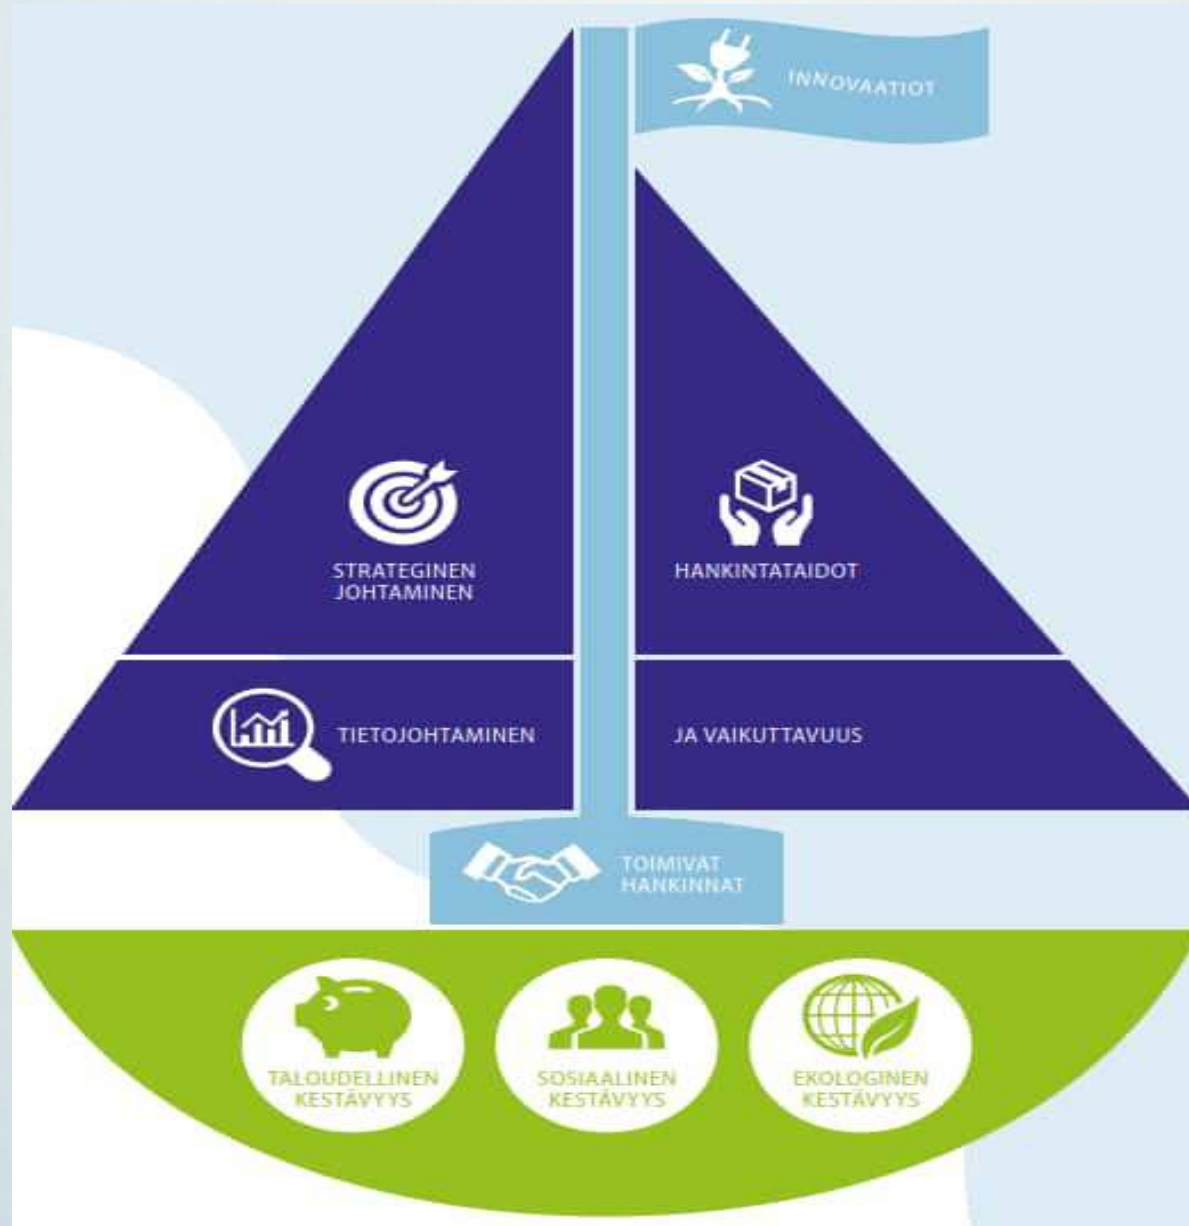 INNOVAATIOT
STRATEGINEN
JOHTAMINEN
HANKINTATAIDOT
TIETOJOHTAMINEN
JA VAIKUTTAVUUS
TOIMIVAT
HANKINNAT
TALOUDELLINEN
KESTÄVYYS
SOSIAALINEN
KESTÄVYYS
EKOLOGINEN
KESTÄVYYS